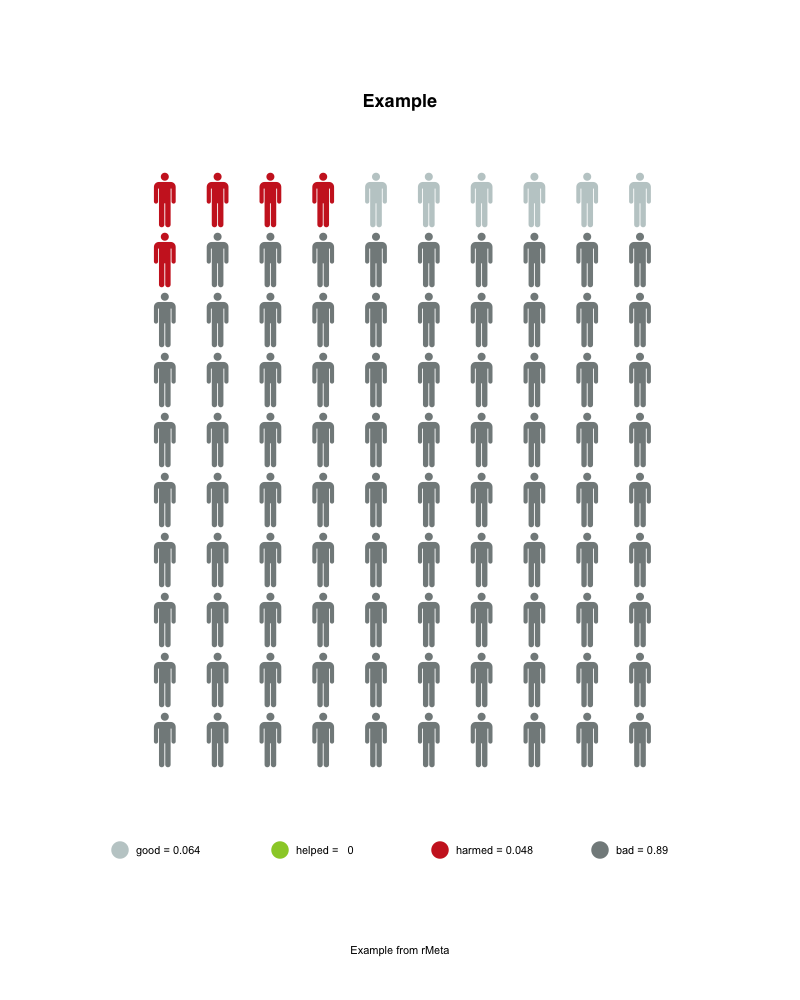 Example
good = 0.064 helped = 0 harmed = 0.048 bad = 0.89
Example from rMeta